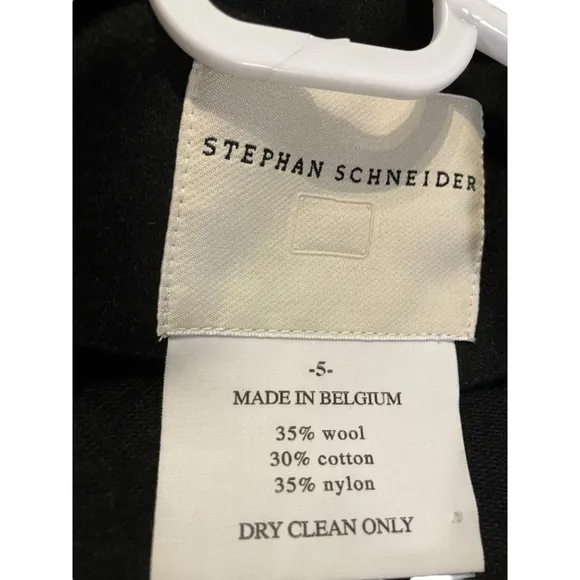 STEPHAN SCHNEIDER
-5-
MADE IN BELGIUM
35% wool
30% cotton
35% nylon
DRY CLEAN ONLY